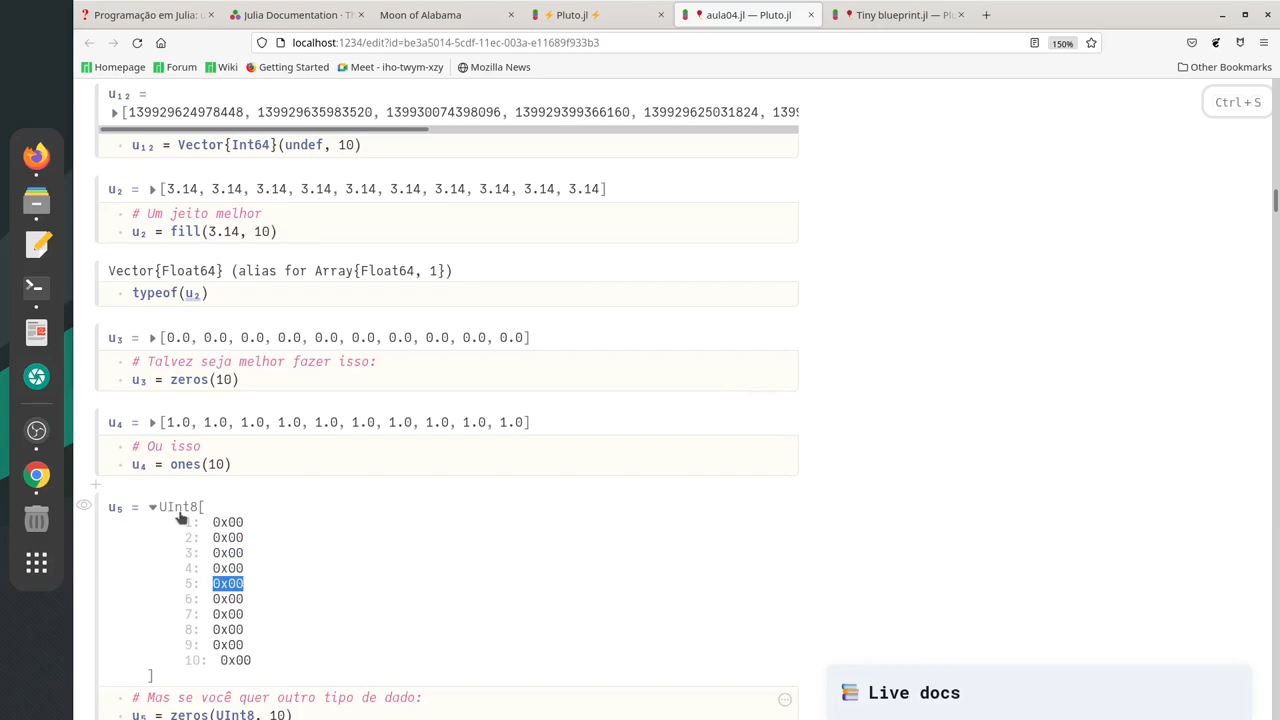 Programação em Julia: u
Julia Documentation · Th
Moon of Alabama
⚡ Pluto.jl ⚡
aula04.jl — Pluto.jl
Tiny blueprint.jl — Plu
localhost:1234/edit?id=be3a5014-5cdf-11ec-003a-e11689f933b3
150%
Homepage
Forum
Wiki
Getting Started
Meet - iho-twym-xzy
Mozilla News
Other Bookmarks
Ctrl+S
u₁₂ =
[139929624978448, 139929635983520, 139930074398096, 139929399366160, 139929625031824, 1399
u₁₂ = Vector{Int64}(undef, 10)
u₂ = [3.14, 3.14, 3.14, 3.14, 3.14, 3.14, 3.14, 3.14, 3.14, 3.14]
# Um jeito melhor
u₂ = fill(3.14, 10)
Vector{Float64} (alias for Array{Float64, 1})
typeof(u₂)
u₃ = [0.0, 0.0, 0.0, 0.0, 0.0, 0.0, 0.0, 0.0, 0.0, 0.0]
# Talvez seja melhor fazer isso:
u₃ = zeros(10)
u₄ = [1.0, 1.0, 1.0, 1.0, 1.0, 1.0, 1.0, 1.0, 1.0, 1.0]
# Ou isso
u₄ = ones(10)
u₅ = UInt8[
1: 0x00
2: 0x00
3: 0x00
4: 0x00
5: 0x00
6: 0x00
7: 0x00
8: 0x00
9: 0x00
10: 0x00
]
# Mas se você quer outro tipo de dado:
u₅ = zeros(UInt8, 10)
Live docs